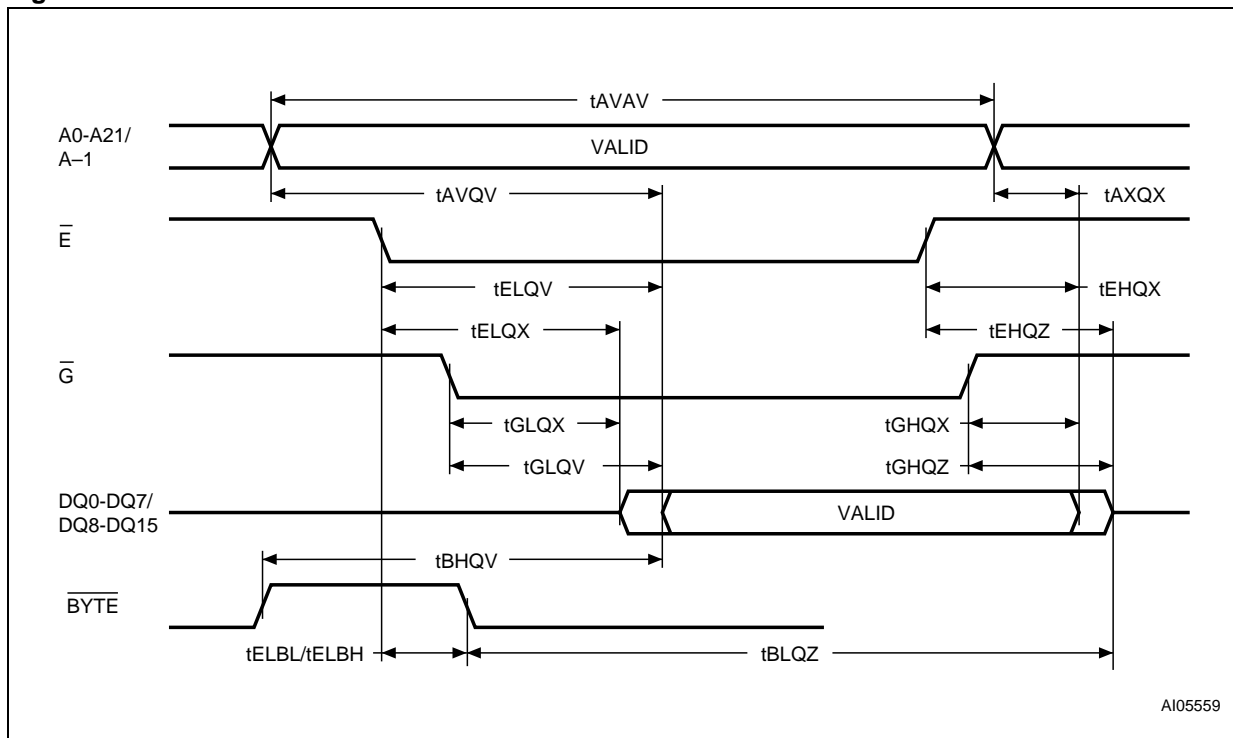 tAVAV
A0-A21/
A–1
VALID
tAVQV
tAXQX
E
tELQV
tEHQX
tELQX
tEHQZ
G
tGLQX
tGHQX
tGLQV
tGHQZ
DQ0-DQ7/
DQ8-DQ15
VALID
tBHQV
BYTE
tELBL/tELBH
tBLQZ
AI05559